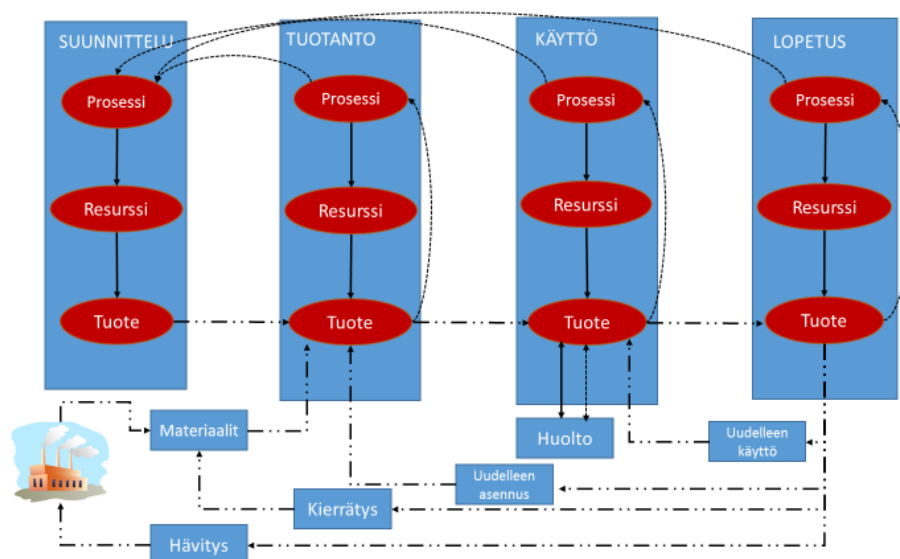 SUUNNITTELU
TUOTANTO
KÄYTTÖ
LOPETUS
Prosessi
Prosessi
Prosessi
Prosessi
Resurssi
Resurssi
Resurssi
Resurssi
Tuote
Tuote
Tuote
Tuote
Materiaalit
Huolto
Uudelleen
käyttö
Uudelleen
asennus
Kierrätys
Hävitys